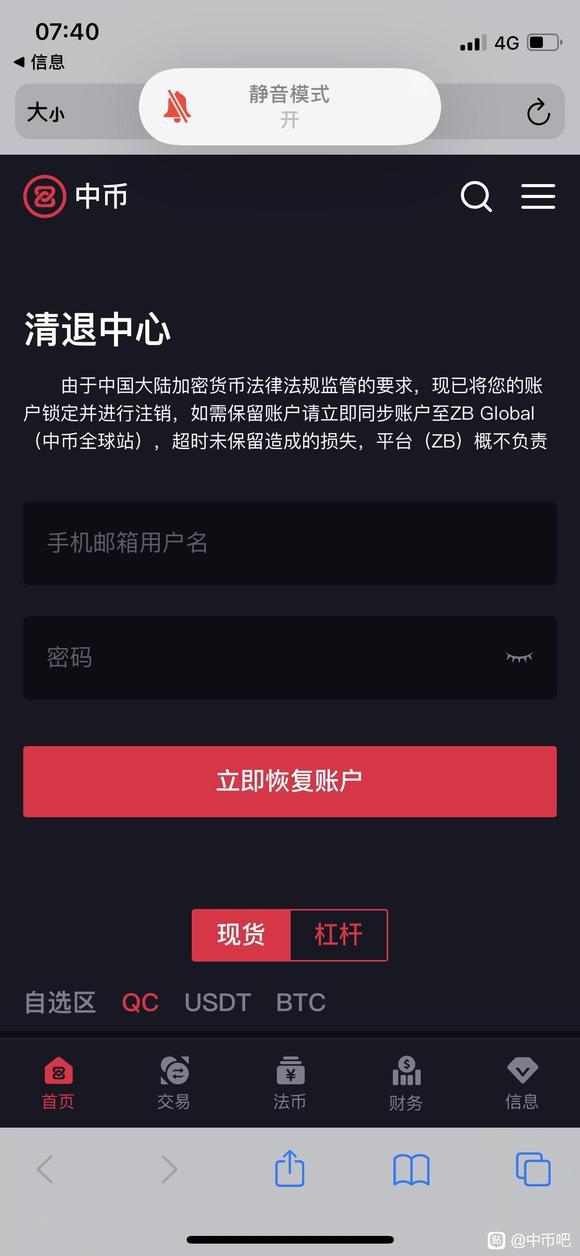 07:40
4G
信息
大小
静音模式
开
中币
清退中心
由于中国大陆加密货币法律法规监管的要求，现已将您的账
户锁定并进行注销，如需保留账户请立即同步账户至ZB Global
（中币全球站），超时未保留造成的损失，平台（ZB）概不负责
手机邮箱用户名
密码
立即恢复账户
现货 杠杆
自选区 QC USDT BTC
首页 交易 法币 财务 信息
贴 @中币吧